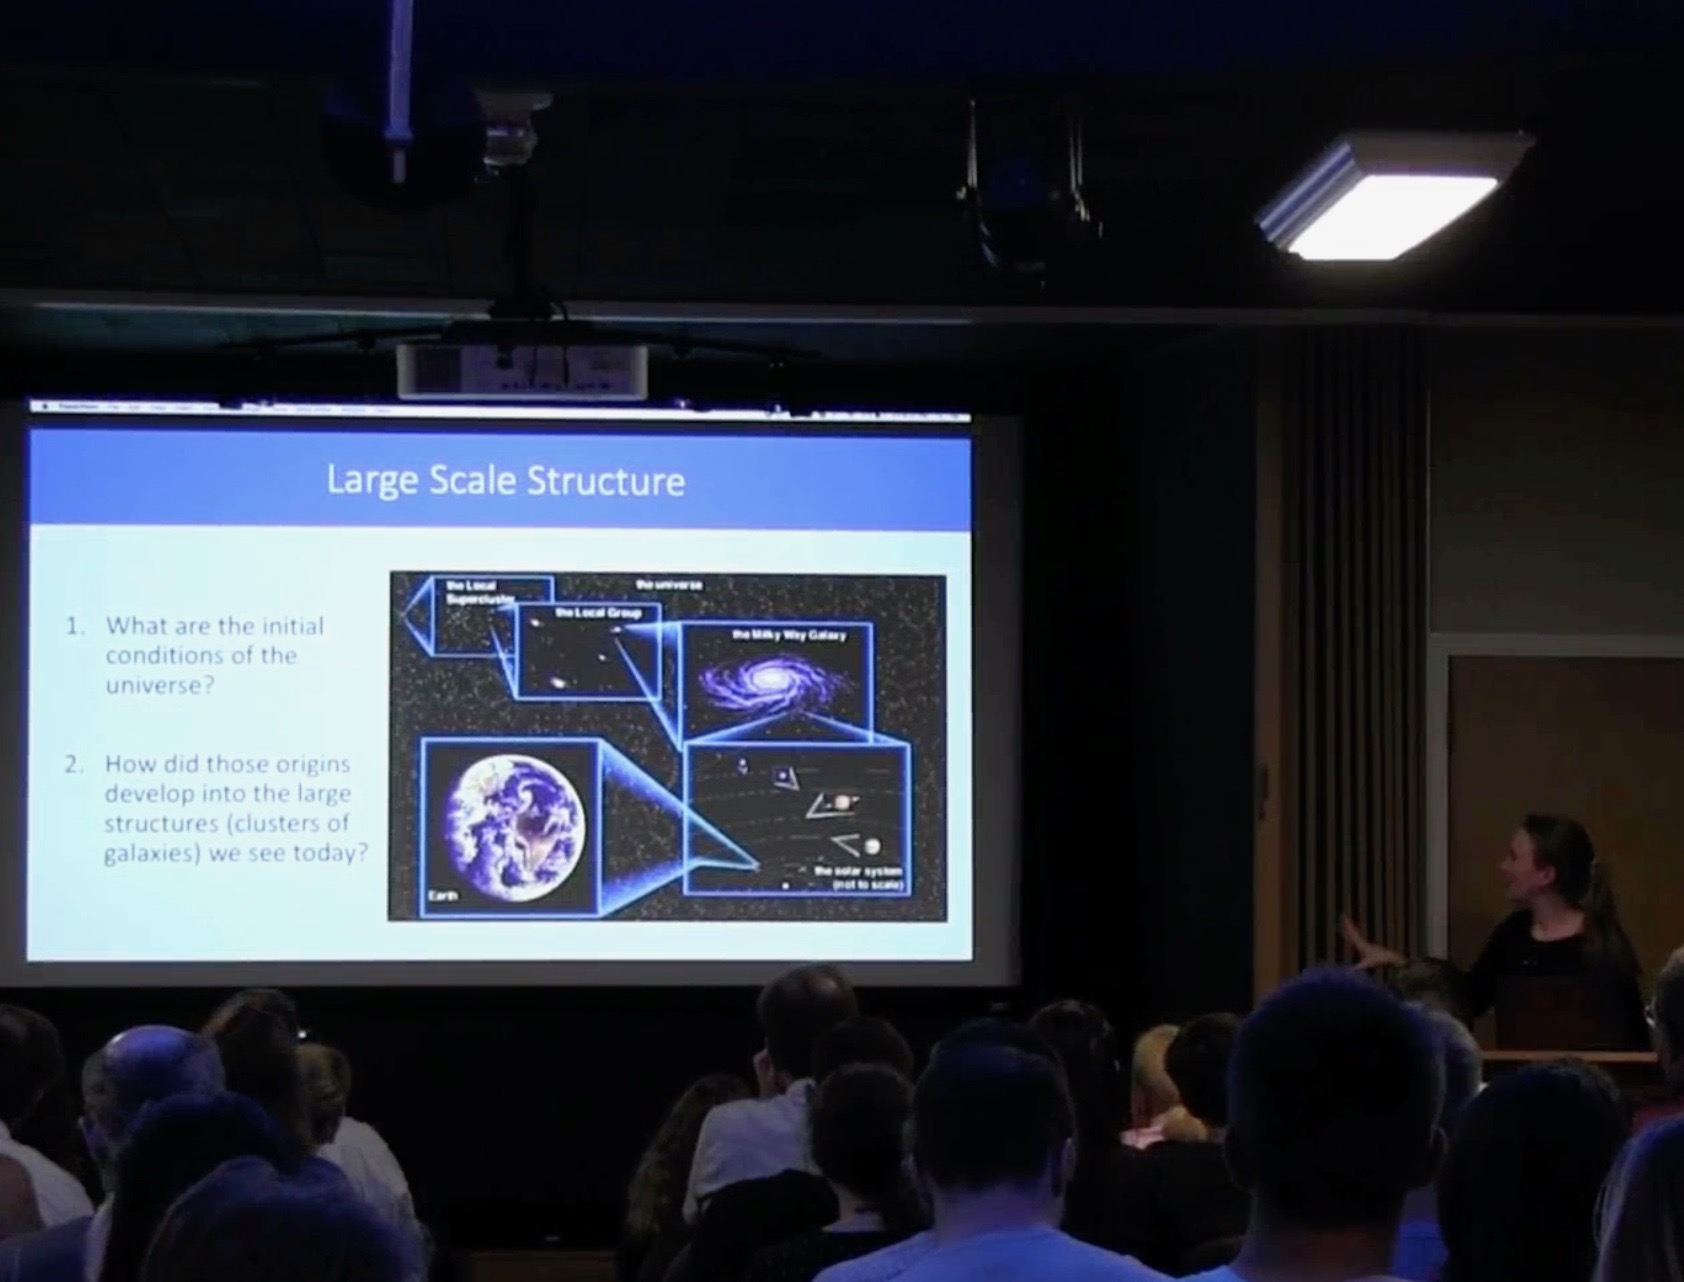 Large Scale Structure
1. What are the initial
conditions of the
universe?
2. How did those origins
develop into the large
structures (clusters of
galaxies) we see today?
the Local
Supercluster
the universe
the Local Group
the Milky Way Galaxy
Earth
the solar system
(not to scale)